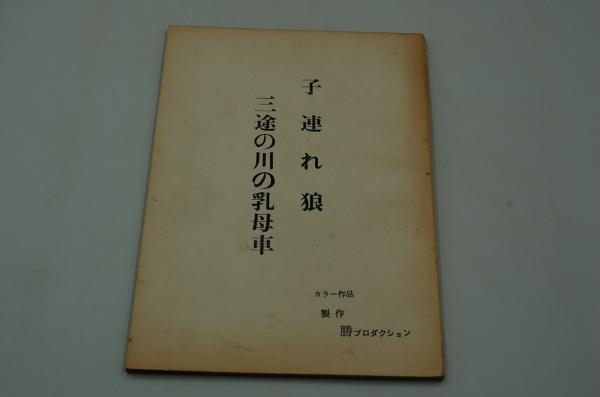 子連れ狼
三途の川の乳母車
カラー作品
製作
勝プロダクション